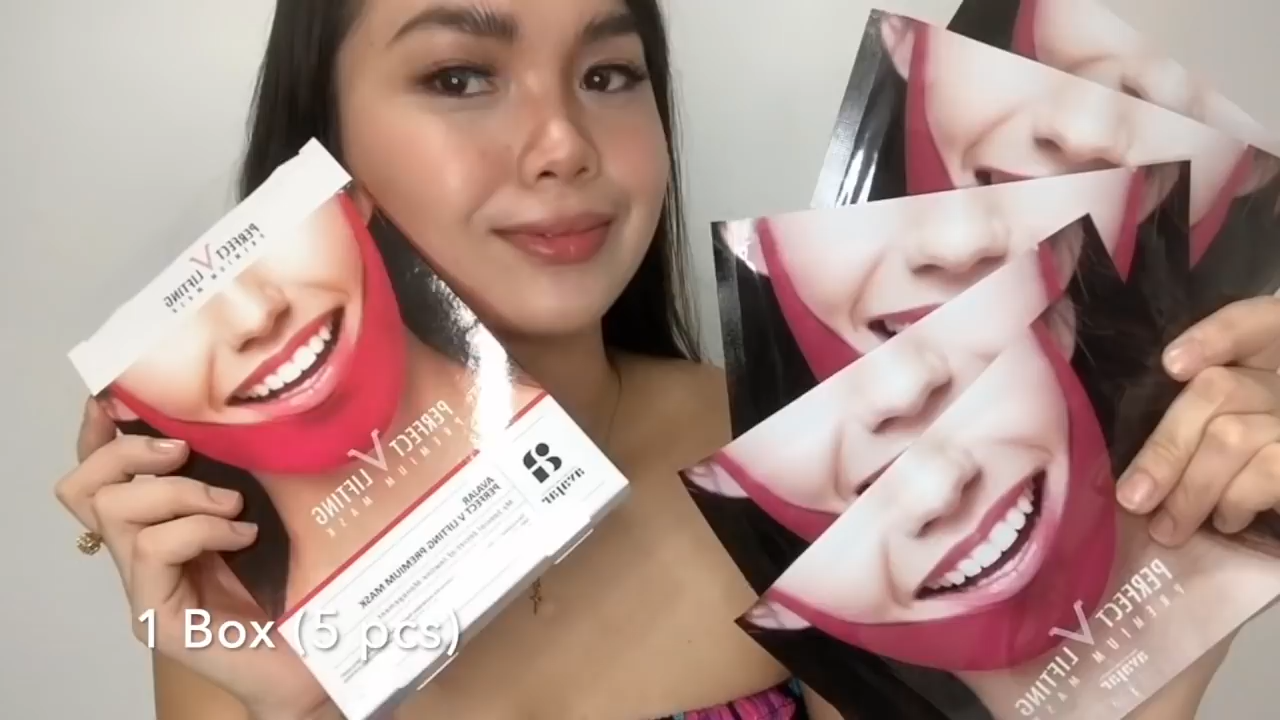 PERFECT V LIFTING
PREMIUM MASK
PERFECT V LIFTING
PREMIUM MASK
avajar
AVAJAR
PERFECT V LIFTING PREMIUM MASK
1 Box (5 pcs)
PERFECT V LIFTING
PREMIUM MASK
avajar